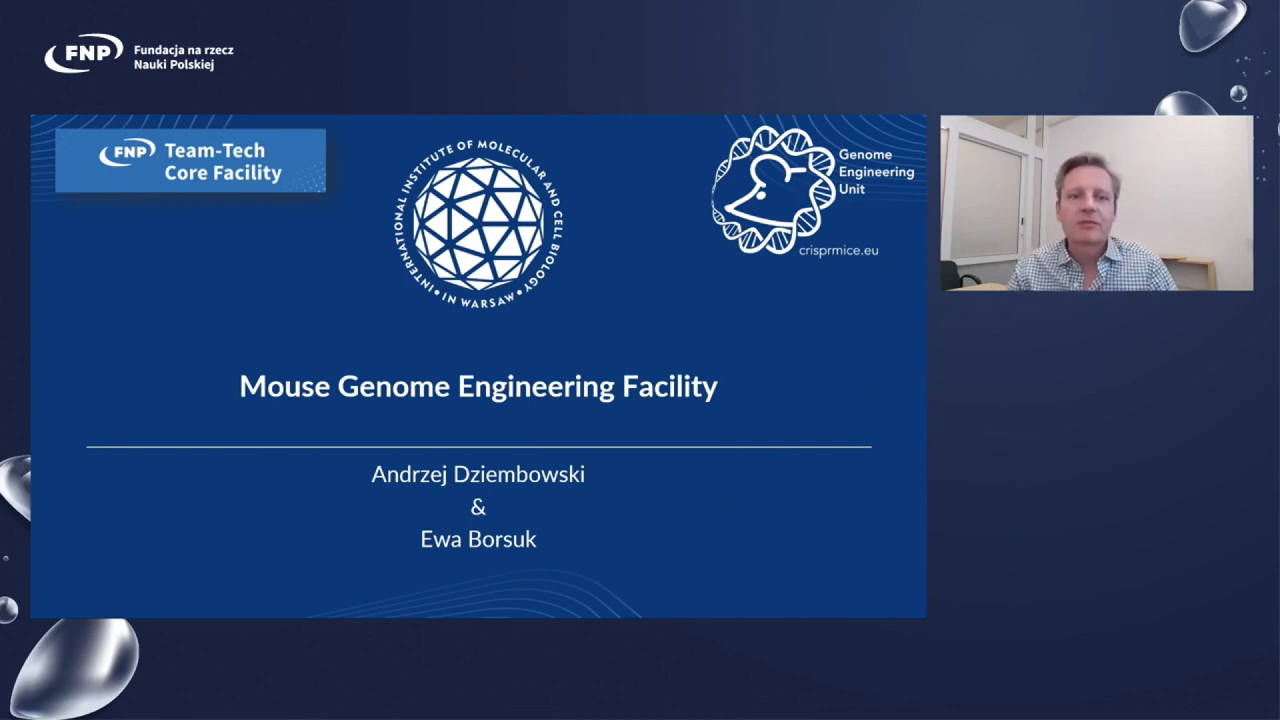 FNP Fundacja na rzecz
Nauki Polskiej
FNP Team-Tech
Core Facility
INTERNATIONAL INSTITUTE OF MOLECULAR AND CELL BIOLOGY
• IN WARSAW •
Genome
Engineering
Unit
crisprmice.eu
Mouse Genome Engineering Facility
Andrzej Dziembowski
&
Ewa Borsuk